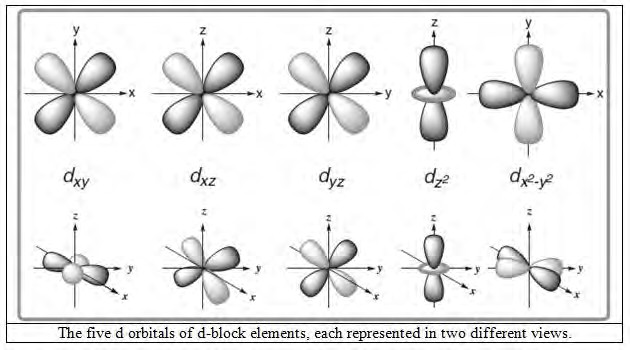 y z z z y
x x y x
dxy dxz dyz dz2 dx2-y2
z z z z z
y y y y y
x x x x x
The five d orbitals of d-block elements, each represented in two different views.